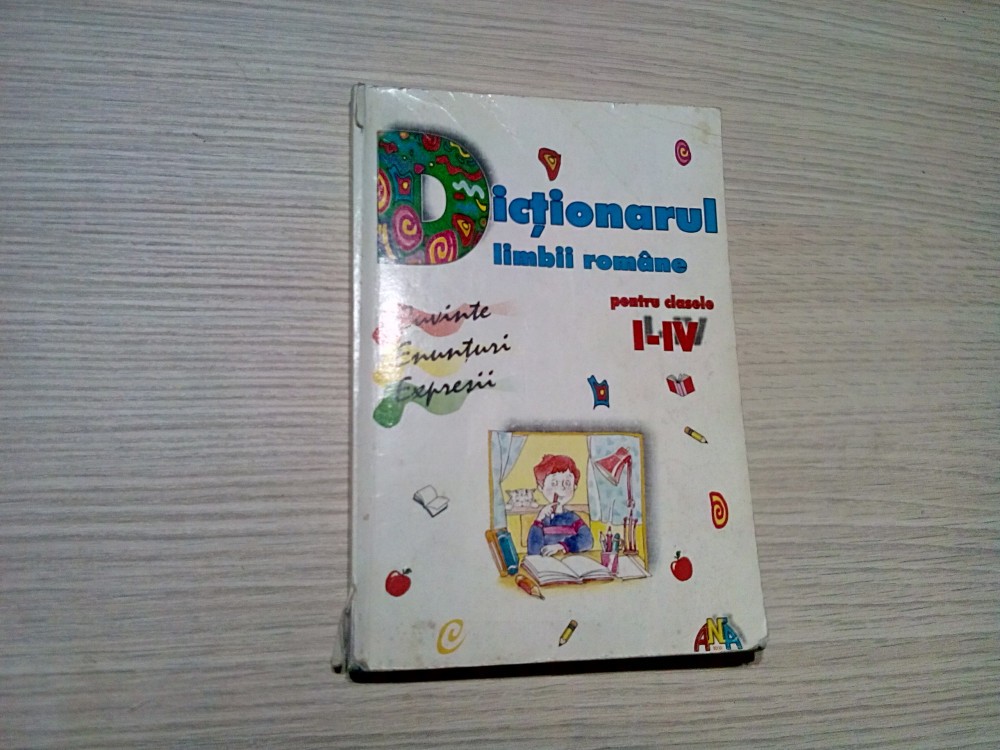 Dicționarul
limbii române
pentru clasele
I-IV
Cuvinte
Enunțuri
Expresii
ANA